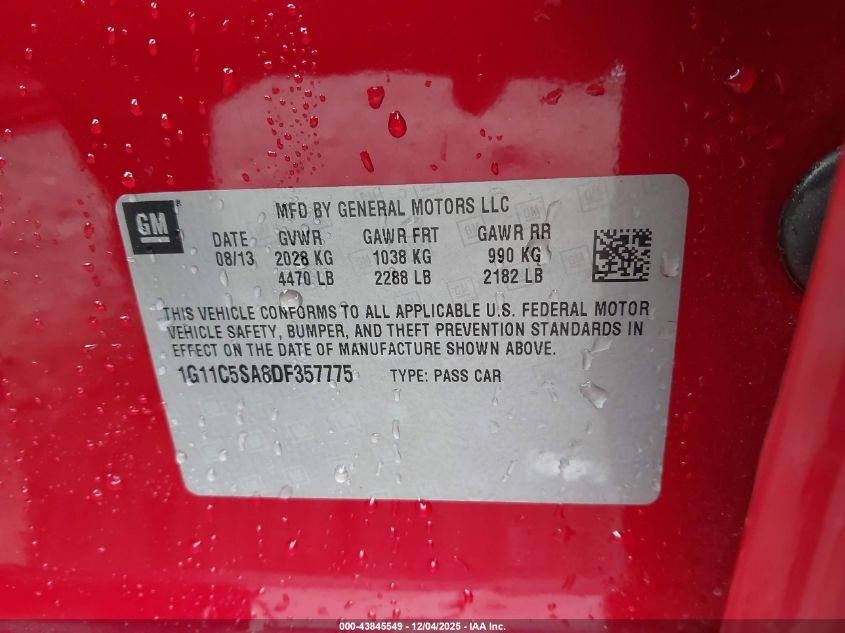 GM
MFD BY GENERAL MOTORS LLC
DATE GVWR GAWR FRT GAWR RR
08/13 2028 KG 1038 KG 990 KG
4470 LB 2288 LB 2182 LB
THIS VEHICLE CONFORMS TO ALL APPLICABLE U.S. FEDERAL MOTOR
VEHICLE SAFETY, BUMPER, AND THEFT PREVENTION STANDARDS IN
EFFECT ON THE DATE OF MANUFACTURE SHOWN ABOVE.
1G11C5SA8DF357775 TYPE: PASS CAR
000-43845549 - 12/04/2025 - IAA Inc.